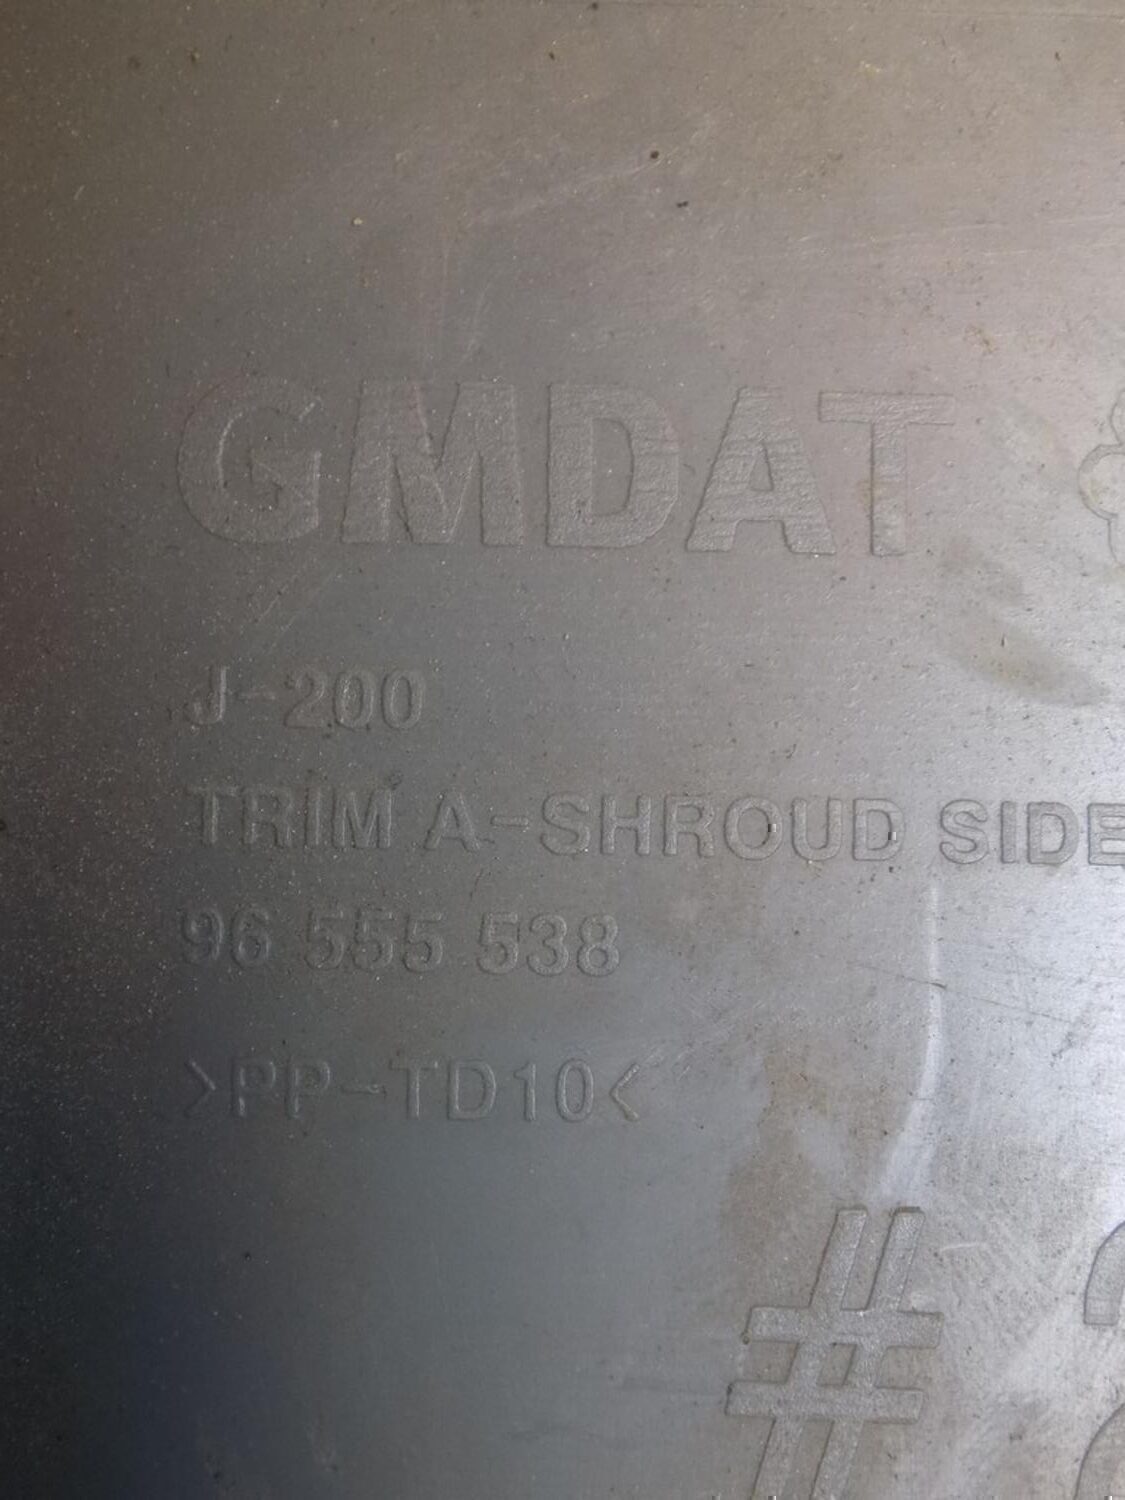 GMDAT
J-200
TRIM A-SHROUD SIDE
96 555 538
>PP-TD10<
#